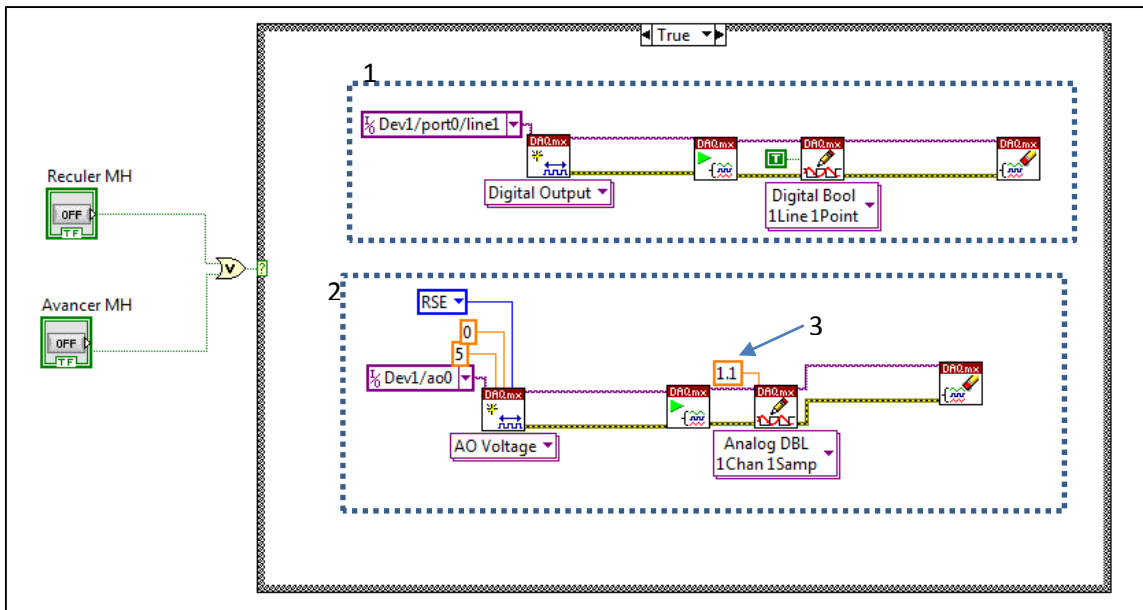 True
1
Dev1/port0/line1
DAQmx
DAQmx
DAQmx
DAQmx
T
Digital Output
Digital Bool
1Line 1Point
Reculer MH
OFF
TF
V
?
Avancer MH
OFF
TF
2
RSE
0
5
3
1.1
Dev1/ao0
DAQmx
DAQmx
DAQmx
DAQmx
AO Voltage
Analog DBL
1Chan 1Samp